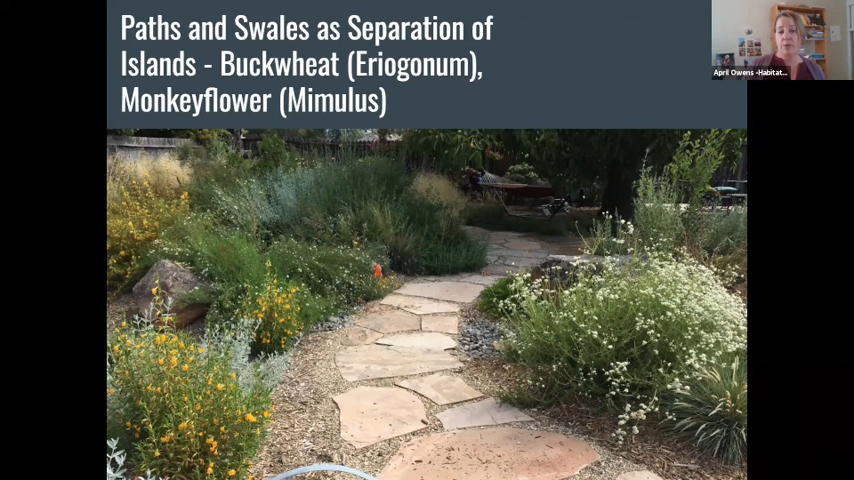 Paths and Swales as Separation of
Islands - Buckwheat (Eriogonum),
Monkeyflower (Mimulus)
April Owens -Habitat...